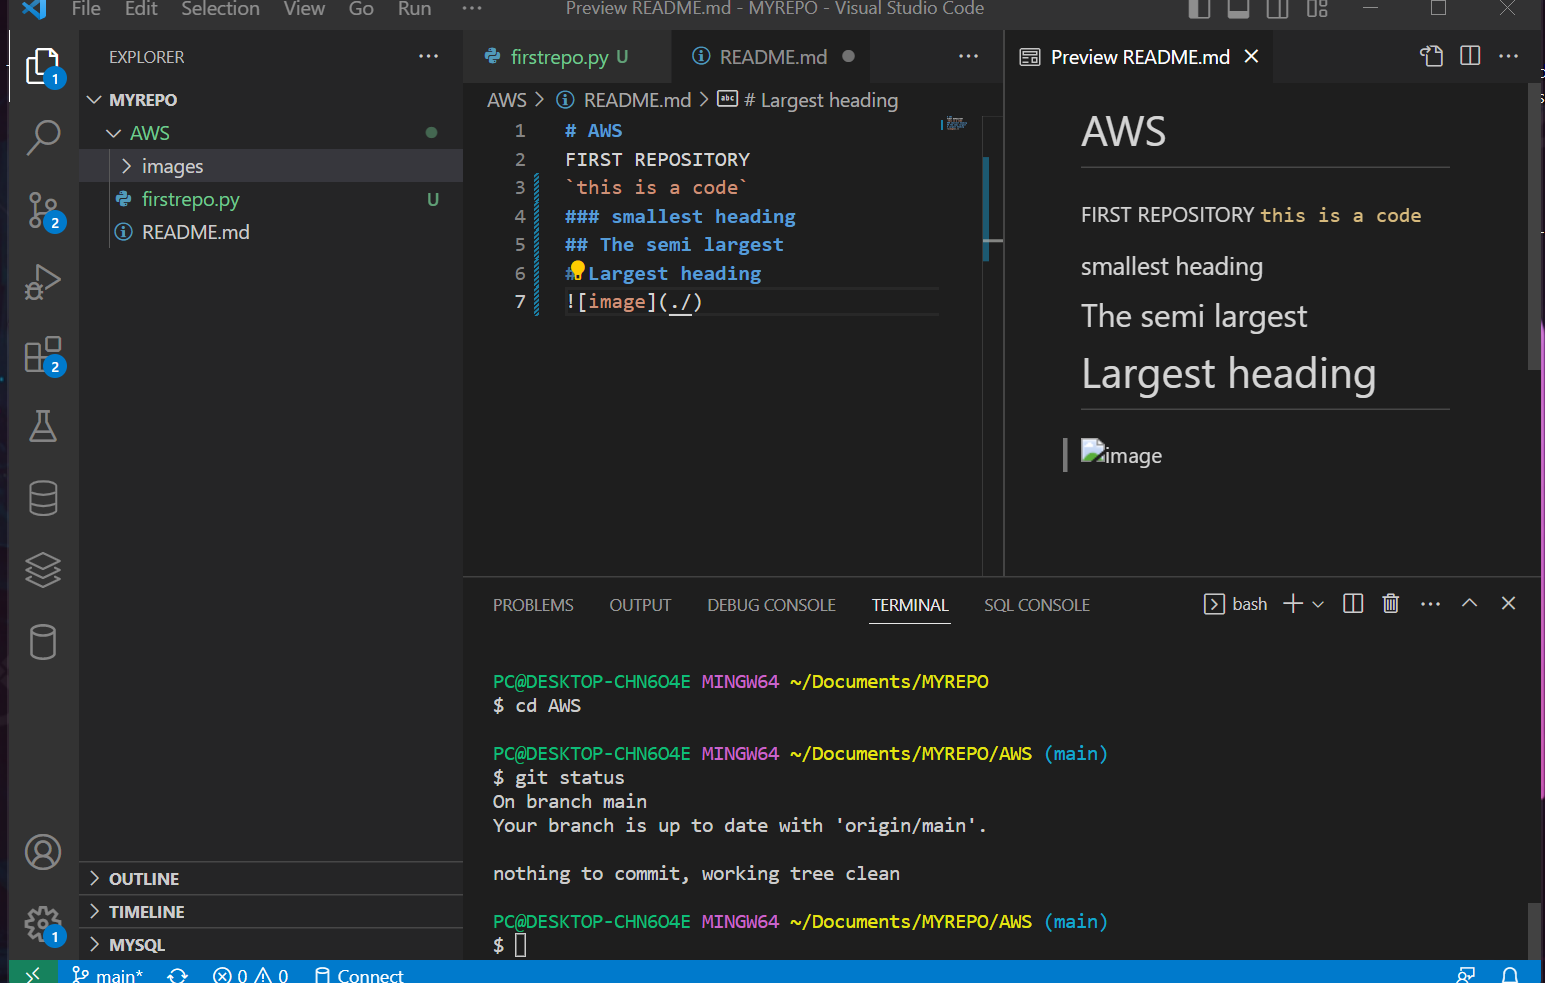 File Edit Selection View Go Run ··· Preview README.md - MYREPO - Visual Studio Code
EXPLORER ···
MYREPO
AWS
images
firstrepo.py U
README.md
OUTLINE
TIMELINE
MYSQL
1
2
2
1
firstrepo.py U README.md ···
AWS > README.md > # Largest heading
1 # AWS
2 FIRST REPOSITORY
3 `this is a code`
4 ### smallest heading
5 ## The semi largest
6 # Largest heading
7 ![image](./)
Preview README.md ···
AWS
FIRST REPOSITORY this is a code
smallest heading
The semi largest
Largest heading
image
PROBLEMS OUTPUT DEBUG CONSOLE TERMINAL SQL CONSOLE bash ···
PC@DESKTOP-CHN6O4E MINGW64 ~/Documents/MYREPO
$ cd AWS
PC@DESKTOP-CHN6O4E MINGW64 ~/Documents/MYREPO/AWS (main)
$ git status
On branch main
Your branch is up to date with 'origin/main'.
nothing to commit, working tree clean
PC@DESKTOP-CHN6O4E MINGW64 ~/Documents/MYREPO/AWS (main)
$
main* 0 0 Connect